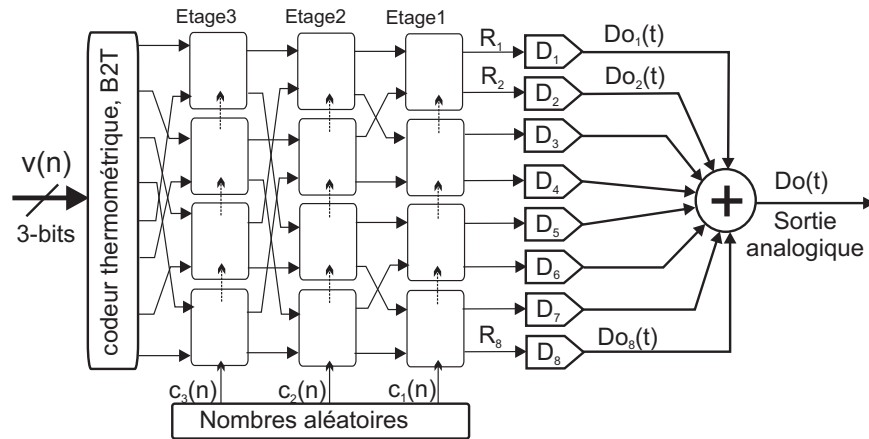 Etage3
Etage2
Etage1
codeur thermométrique, B2T
v(n)
3-bits
R1
R2
R8
D1
D2
D3
D4
D5
D6
D7
D8
Do1(t)
Do2(t)
Do8(t)
+
Do(t)
Sortie
analogique
c3(n)
c2(n)
c1(n)
Nombres aléatoires